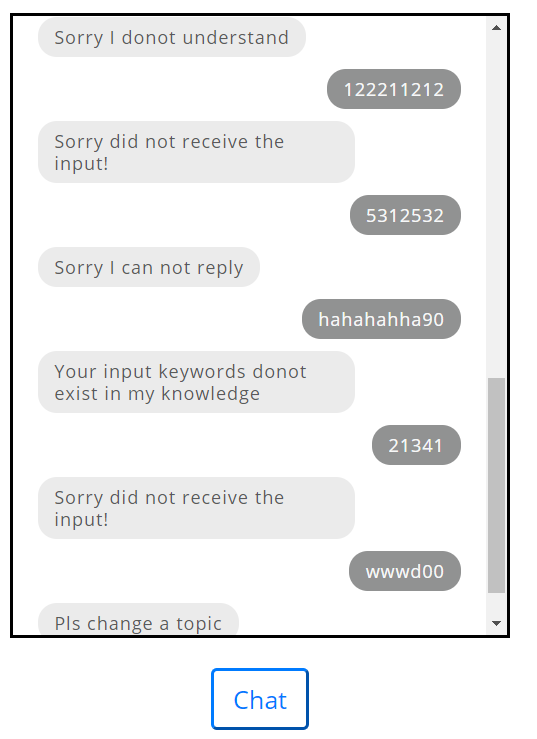 Sorry I donot understand
122211212
Sorry did not receive the
input!
5312532
Sorry I can not reply
hahahahha90
Your input keywords donot
exist in my knowledge
21341
Sorry did not receive the
input!
wwwd00
Pls change a topic
Chat